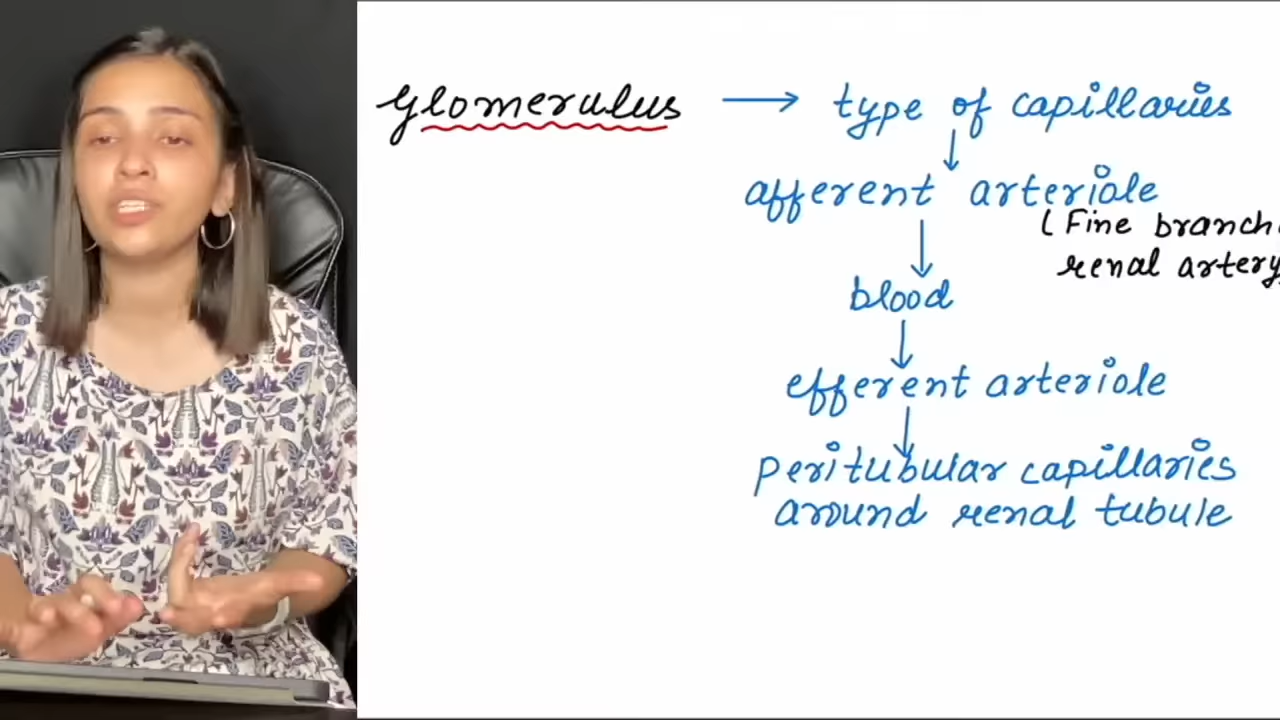 Glomerulus → type of capillaries
afferent arteriole
(Fine branch
renal artery
blood
efferent arteriole
peritubular capillaries
around renal tubule